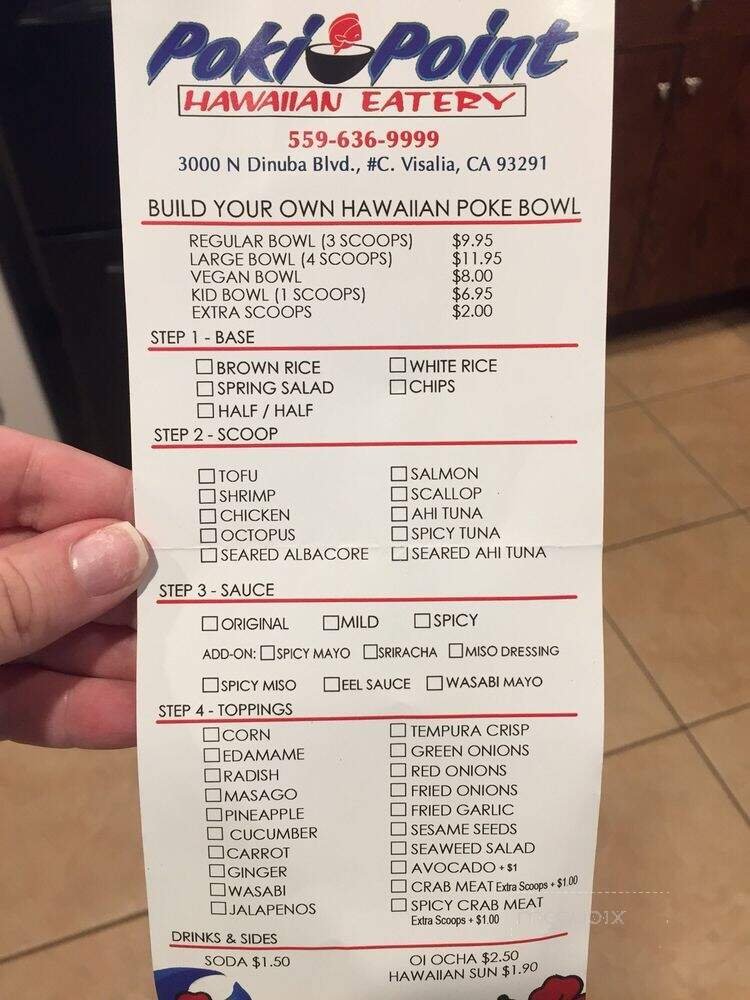 Poki Point
HAWAIIAN EATERY
559-636-9999
3000 N Dinuba Blvd., #C. Visalia, CA 93291
BUILD YOUR OWN HAWAIIAN POKE BOWL
REGULAR BOWL (3 SCOOPS) $9.95
LARGE BOWL (4 SCOOPS) $11.95
VEGAN BOWL $8.00
KID BOWL (1 SCOOPS) $6.95
EXTRA SCOOPS $2.00
STEP 1 - BASE
BROWN RICE WHITE RICE
SPRING SALAD CHIPS
HALF / HALF
STEP 2 - SCOOP
TOFU SALMON
SHRIMP SCALLOP
CHICKEN AHI TUNA
OCTOPUS SPICY TUNA
SEARED ALBACORE SEARED AHI TUNA
STEP 3 - SAUCE
ORIGINAL MILD SPICY
ADD-ON: SPICY MAYO SRIRACHA MISO DRESSING
SPICY MISO EEL SAUCE WASABI MAYO
STEP 4 - TOPPINGS
CORN TEMPURA CRISP
EDAMAME GREEN ONIONS
RADISH RED ONIONS
MASAGO FRIED ONIONS
PINEAPPLE FRIED GARLIC
CUCUMBER SESAME SEEDS
CARROT SEAWEED SALAD
GINGER AVOCADO + $1
WASABI CRAB MEAT Extra Scoops + $1.00
JALAPENOS SPICY CRAB MEAT
Extra Scoops + $1.00
DRINKS & SIDES
SODA $1.50 OI OCHA $2.50
HAWAIIAN SUN $1.90